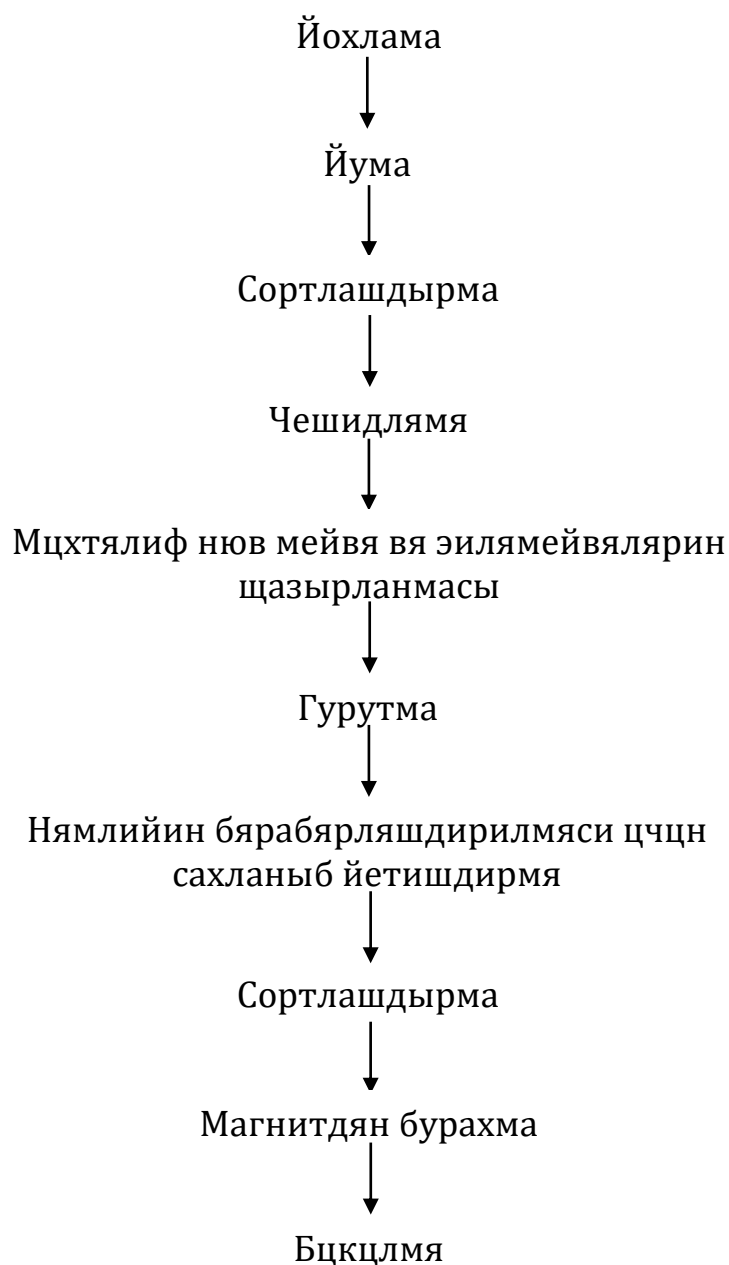 Йохлама
Йума
Сортлашдырма
Чешидлямя
Мцхтялиф нюв мейвя вя эилямейвялярин
щазырланмасы
Гурутма
Нямлийин бярабярляшдирилмяси цчцн
сахланыб йетишдирмя
Сортлашдырма
Магнитдян бурахма
Бцкцлмя